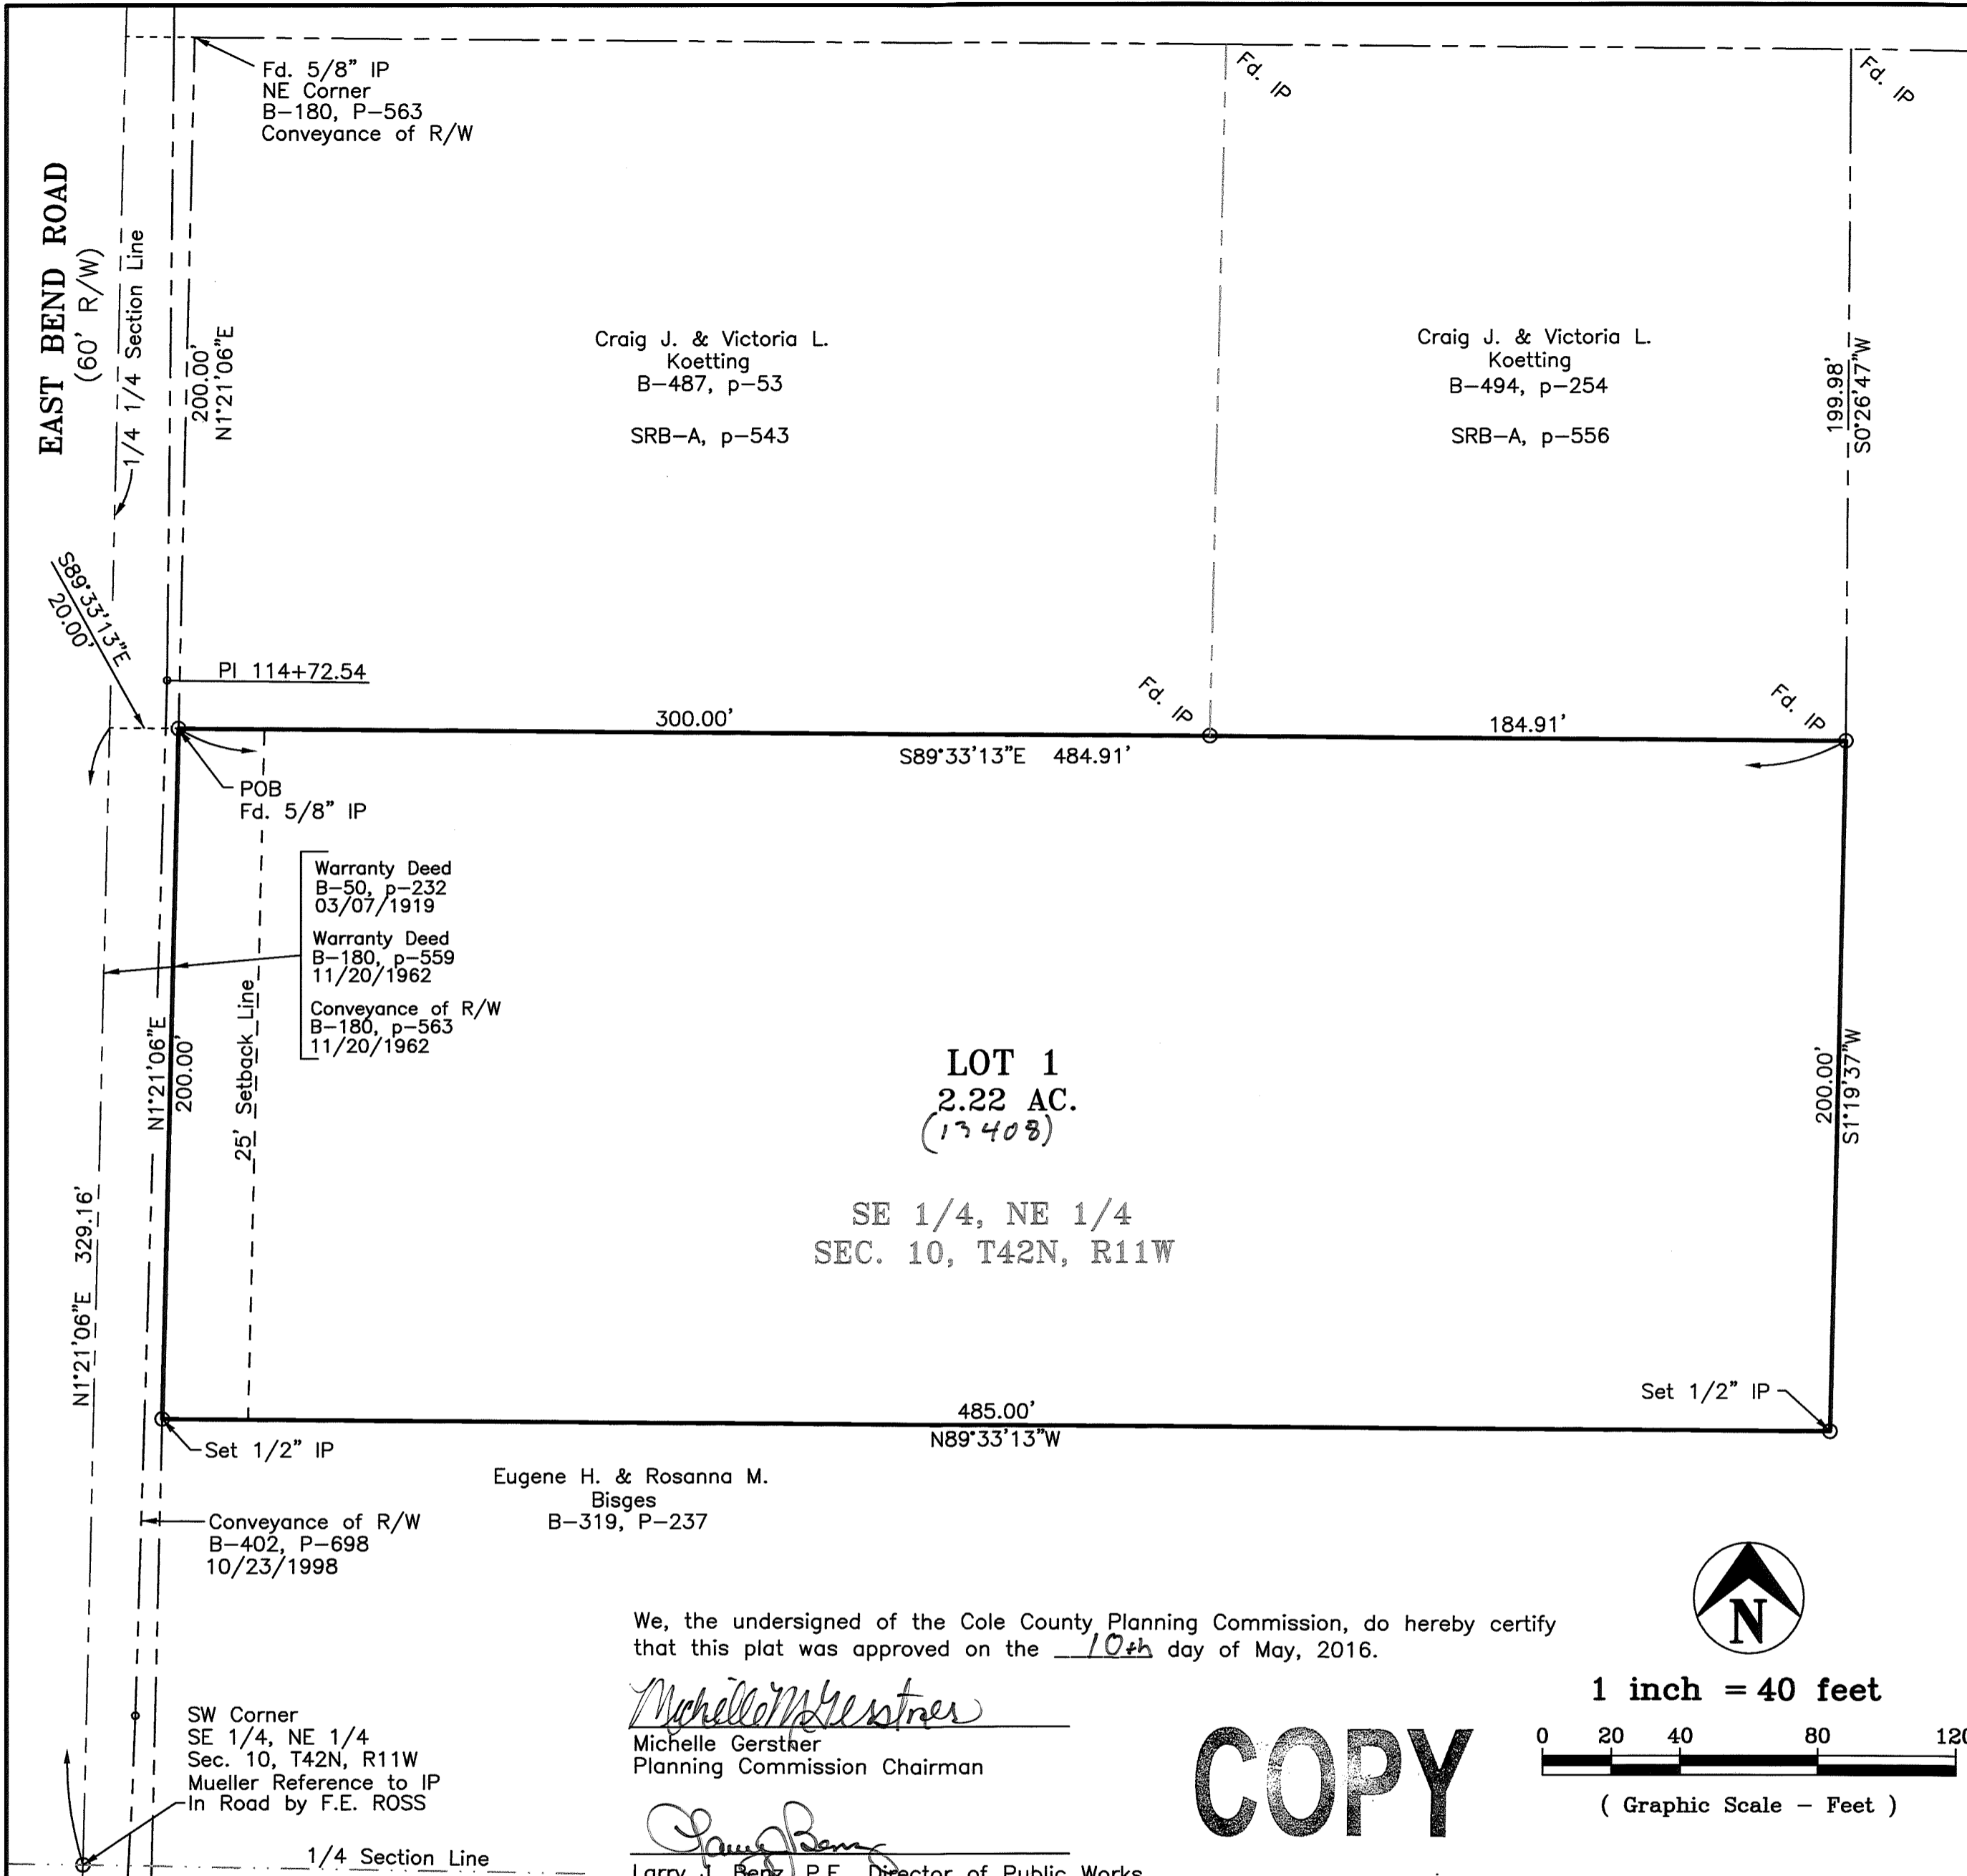 Fd. 5/8" IP
NE Corner
B-180, P-563
Conveyance of R/W
Fd. IP
Fd. IP
EAST BEND ROAD
(60' R/W)
1/4 1/4 Section Line
200.00'
N1°21'06"E
Craig J. & Victoria L.
Koetting
B-487, p-53
SRB-A, p-543
Craig J. & Victoria L.
Koetting
B-494, p-254
SRB-A, p-556
199.98'
S0°26'47"W
S89°33'13"E
20.00'
PI 114+72.54
300.00'
Fd. IP
184.91'
Fd. IP
S89°33'13"E 484.91'
POB
Fd. 5/8" IP
Warranty Deed
B-50, p-232
03/07/1919
Warranty Deed
B-180, p-559
11/20/1962
Conveyance of R/W
B-180, p-563
11/20/1962
N1°21'06"E
200.00'
25' Setback Line
LOT 1
2.22 AC.
(13408)
SE 1/4, NE 1/4
SEC. 10, T42N, R11W
200.00'
S1°19'37"W
N1°21'06"E 329.16'
Set 1/2" IP
485.00'
N89°33'13"W
Set 1/2" IP
Eugene H. & Rosanna M.
Bisges
B-319, P-237
Conveyance of R/W
B-402, P-698
10/23/1998
We, the undersigned of the Cole County Planning Commission, do hereby certify
that this plat was approved on the 10th day of May, 2016.
Michelle M Gerstner
Michelle Gerstner
Planning Commission Chairman
N
1 inch = 40 feet
0 20 40 80 120
( Graphic Scale - Feet )
COPY
SW Corner
SE 1/4, NE 1/4
Sec. 10, T42N, R11W
Mueller Reference to IP
In Road by F.E. ROSS
1/4 Section Line
Larry J Benz
Larry J. Benz, P.E. Director of Public Works